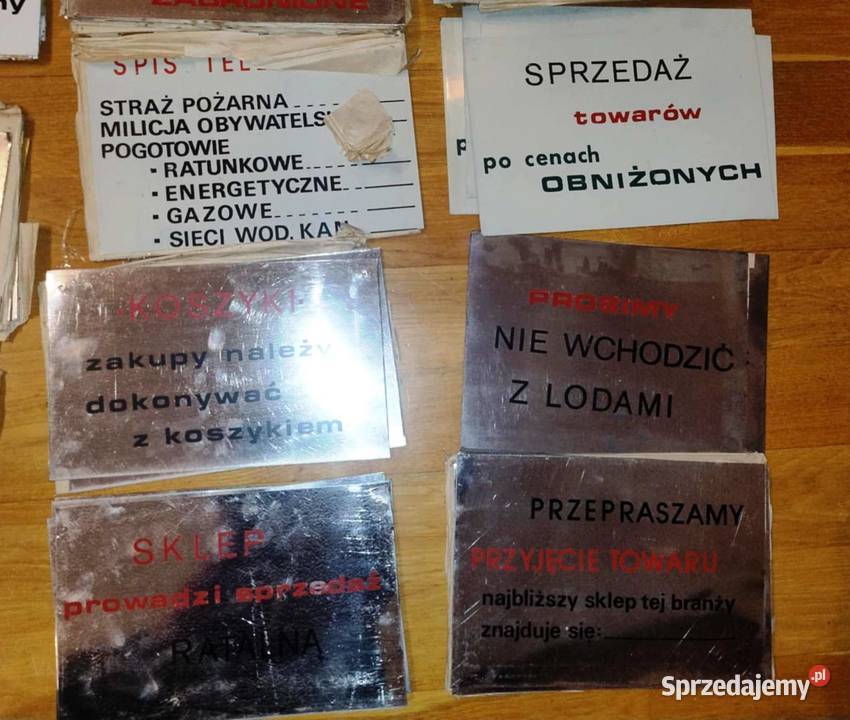 ZABRONIONE
SPIS TEL
STRAŻ POŻARNA
MILICJA OBYWATELS
POGOTOWIE
▪ RATUNKOWE
▪ ENERGETYCZNE
▪ GAZOWE
▪ SIECI WOD. KAN
SPRZEDAŻ
towarów
po cenach
OBNIŻONYCH
p
·KOSZYKI·
zakupy należy
dokonywać
z koszykiem
PROSIMY
NIE WCHODZIĆ
Z LODAMI
SKLEP
prowadzi sprzedaż
RATALNĄ
PRZEPRASZAMY
PRZYJĘCIE TOWARU
najbliższy sklep tej branży
znajduje się:
Sprzedajemy.pl